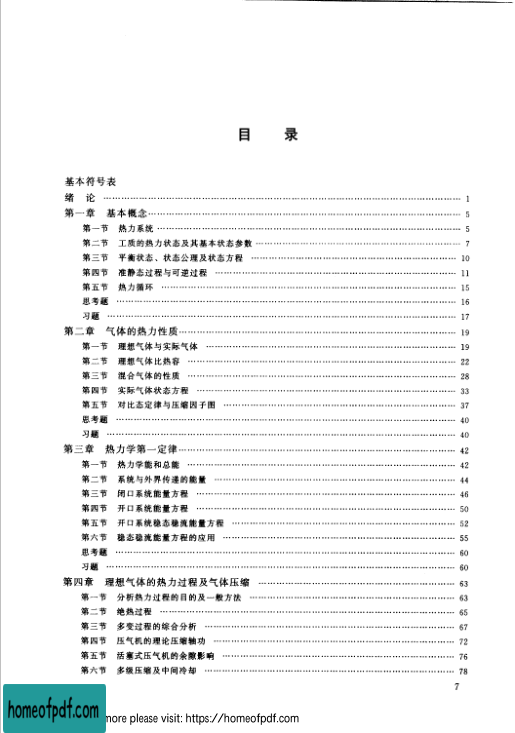 目 录
基本符号表
绪 论 1
第一章 基本概念 5
第一节 热力系统 5
第二节 工质的热力状态及其基本状态参数 7
第三节 平衡状态、状态公理及状态方程 10
第四节 准静态过程与可逆过程 11
第五节 热力循环 15
思考题 16
习题 17
第二章 气体的热力性质 19
第一节 理想气体与实际气体 19
第二节 理想气体比热容 22
第三节 混合气体的性质 28
第四节 实际气体状态方程 33
第五节 对比态定律与压缩因子图 37
思考题 40
习题 40
第三章 热力学第一定律 42
第一节 热力学能和总能 42
第二节 系统与外界传递的能量 44
第三节 闭口系统能量方程 46
第四节 开口系统能量方程 50
第五节 开口系统稳态稳流能量方程 52
第六节 稳态稳流能量方程的应用 55
思考题 60
习题 60
第四章 理想气体的热力过程及气体压缩 63
第一节 分析热力过程的目的及一般方法 63
第二节 绝热过程 65
第三节 多变过程的综合分析 67
第四节 压气机的理论压缩轴功 72
第五节 活塞式压气机的余隙影响 76
第六节 多级压缩及中间冷却 78
7
homeofpdf.com
more please visit: https://homeofpdf.com